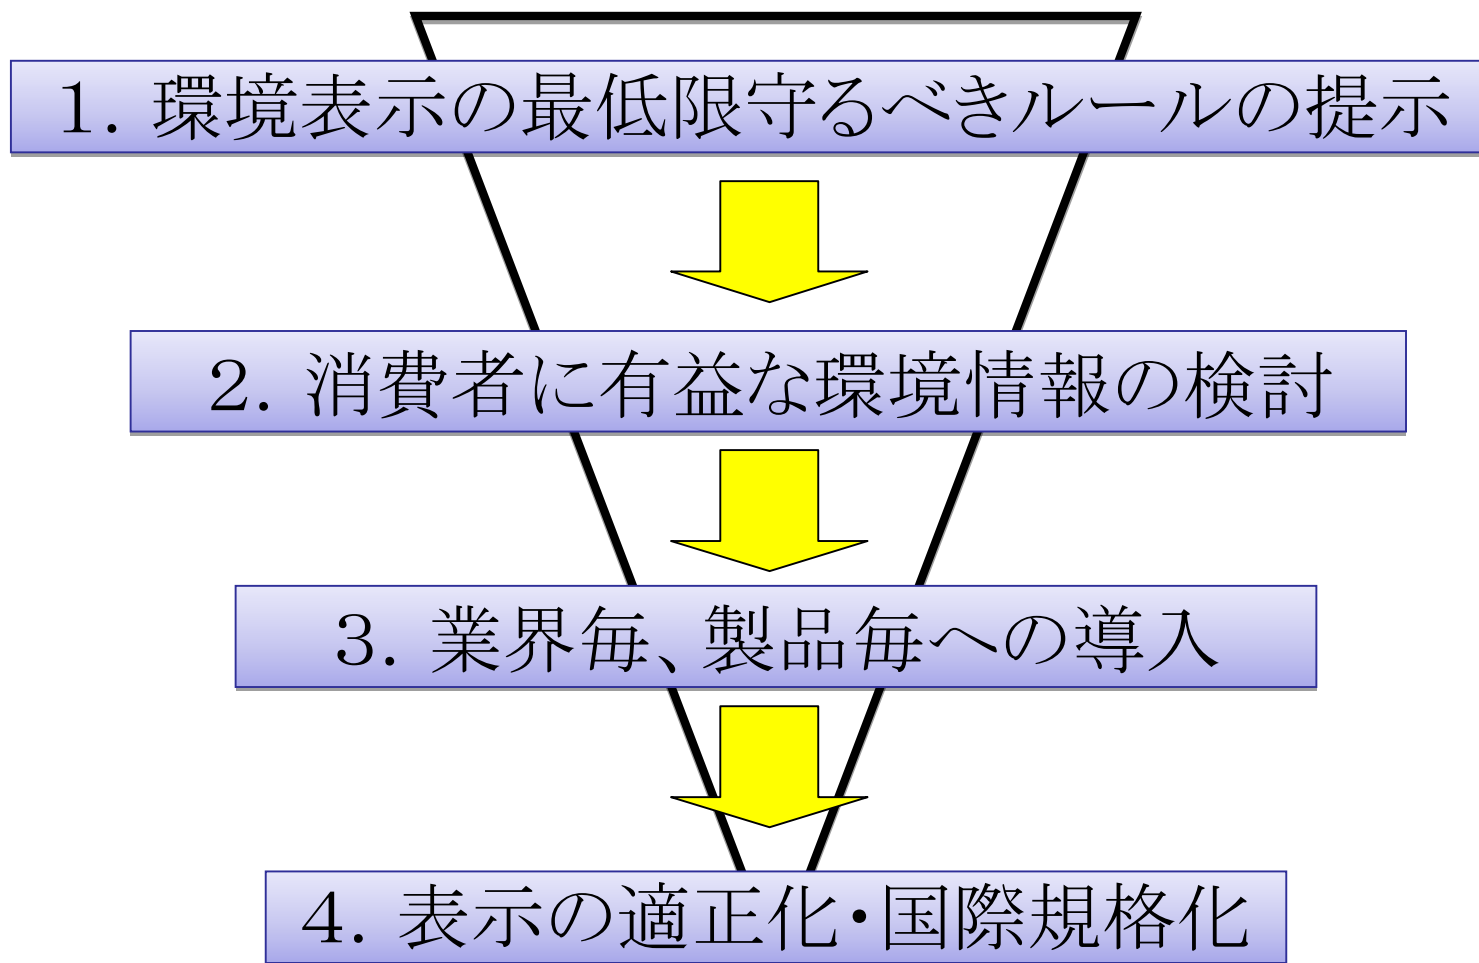 1. 環境表示の最低限守るべきルールの提示
2. 消費者に有益な環境情報の検討
3. 業界毎、製品毎への導入
4. 表示の適正化・国際規格化